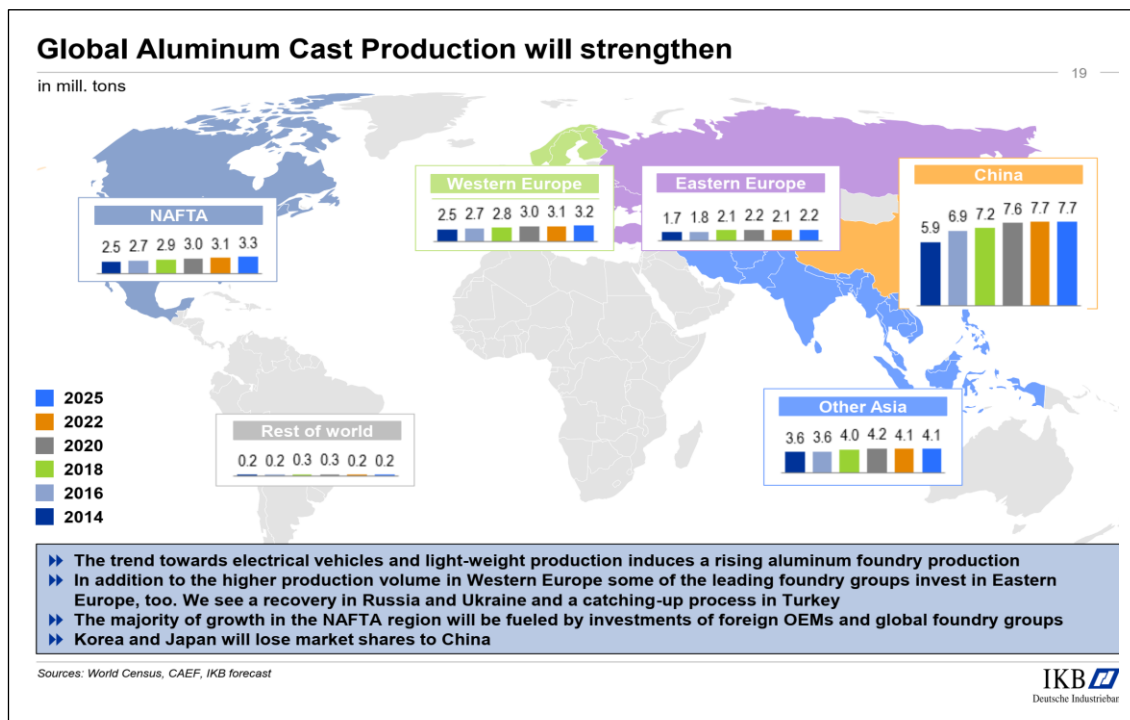 Global Aluminum Cast Production will strengthen
19
in mill. tons
NAFTA
2.5 2.7 2.9 3.0 3.1 3.3
Western Europe
2.5 2.7 2.8 3.0 3.1 3.2
Eastern Europe
1.7 1.8 2.1 2.2 2.1 2.2
China
5.9 6.9 7.2 7.6 7.7 7.7
Rest of world
0.2 0.2 0.3 0.3 0.2 0.2
Other Asia
3.6 3.6 4.0 4.2 4.1 4.1
2025
2022
2020
2018
2016
2014
The trend towards electrical vehicles and light-weight production induces a rising aluminum foundry production
In addition to the higher production volume in Western Europe some of the leading foundry groups invest in Eastern
Europe, too. We see a recovery in Russia and Ukraine and a catching-up process in Turkey
The majority of growth in the NAFTA region will be fueled by investments of foreign OEMs and global foundry groups
Korea and Japan will lose market shares to China
Sources: World Census, CAEF, IKB forecast
IKB
Deutsche Industriebar